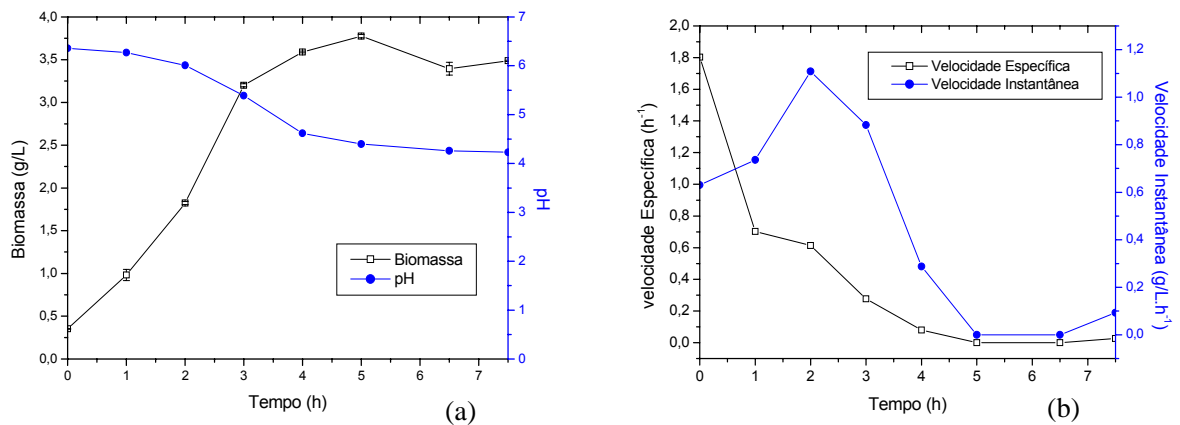 4,0
3,5
3,0
2,5
2,0
1,5
1,0
0,5
0,0
Biomassa (g/L)
0 1 2 3 4 5 6 7
Tempo (h)
7
6
5
4
3
2
1
0
pH
Biomassa
pH
(a)
2,0
1,8
1,6
1,4
1,2
1,0
0,8
0,6
0,4
0,2
0,0
velocidade Específica (h-1)
0 1 2 3 4 5 6 7
Tempo (h)
1,2
1,0
0,8
0,6
0,4
0,2
0,0
Velocidade Instantânea (g/L.h-1)
Velocidade Específica
Velocidade Instantânea
(b)